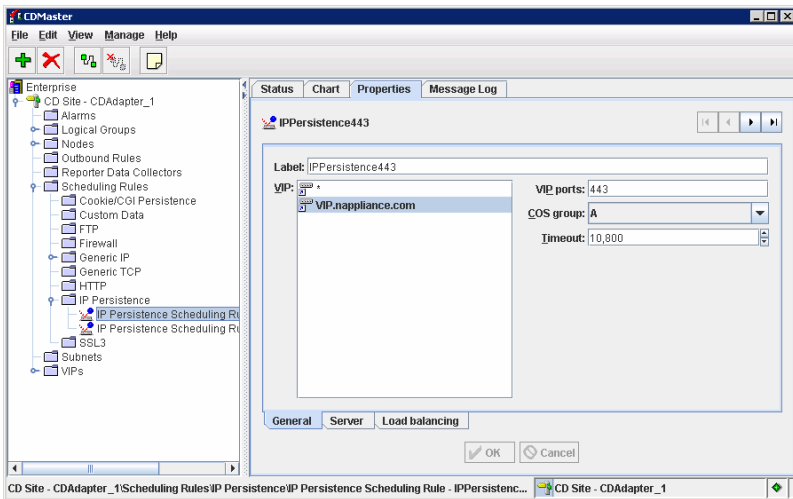 CDMaster
File Edit View Manage Help
Enterprise
CD Site - CDAdapter_1
Alarms
Logical Groups
Nodes
Outbound Rules
Reporter Data Collectors
Scheduling Rules
Cookie/CGI Persistence
Custom Data
FTP
Firewall
Generic IP
Generic TCP
HTTP
IP Persistence
IP Persistence Scheduling Ru
IP Persistence Scheduling Ru
SSL3
Subnets
VIPs
Status Chart Properties Message Log
IPPersistence443
Label: IPPersistence443
VIP: *
VIP.nappliance.com
VIP ports: 443
COS group: A
Timeout: 10,800
General Server Load balancing
OK Cancel
CD Site - CDAdapter_1\Scheduling Rules\IP Persistence\IP Persistence Scheduling Rule - IPPersistenc... CD Site - CDAdapter_1